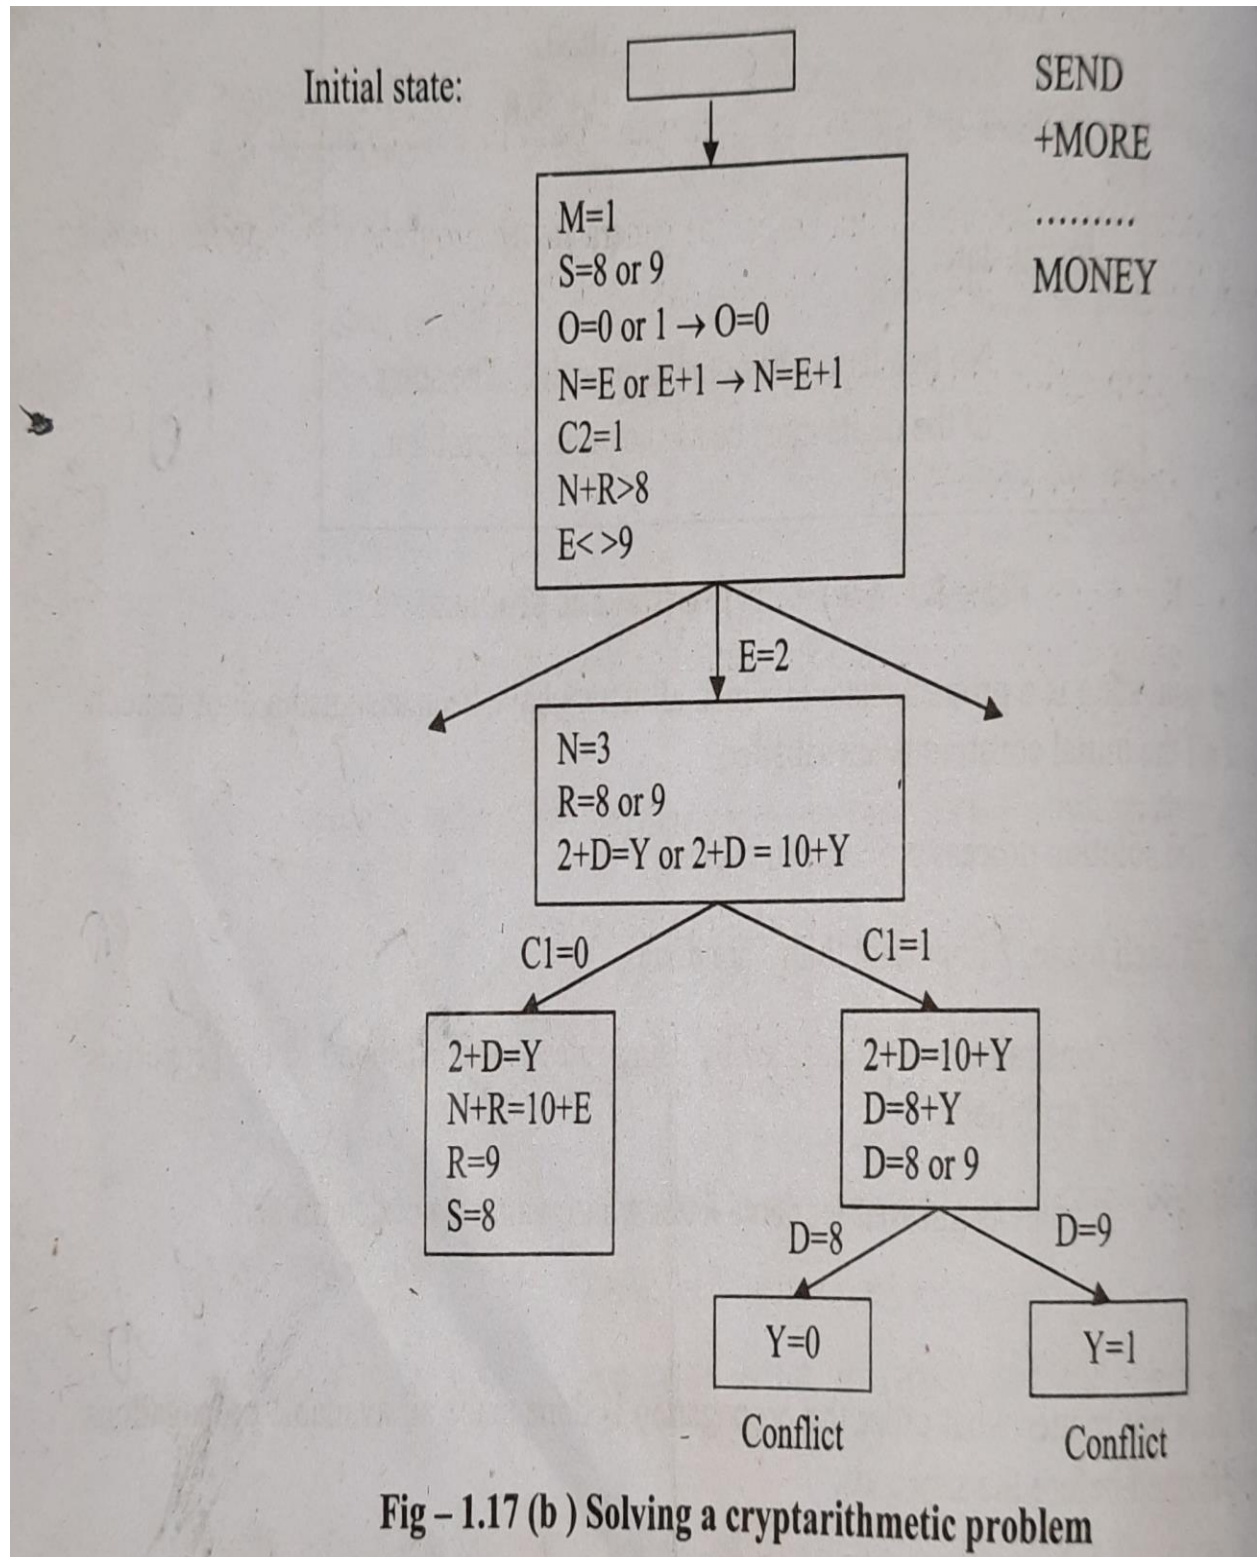 Initial state:
SEND
+MORE
.........
MONEY
M=1
S=8 or 9
O=0 or 1 → O=0
N=E or E+1 → N=E+1
C2=1
N+R>8
E< >9
E=2
N=3
R=8 or 9
2+D=Y or 2+D = 10+Y
C1=0
C1=1
2+D=Y
N+R=10+E
R=9
S=8
2+D=10+Y
D=8+Y
D=8 or 9
D=8
D=9
Y=0
Y=1
Conflict
Conflict
Fig – 1.17 (b ) Solving a cryptarithmetic problem